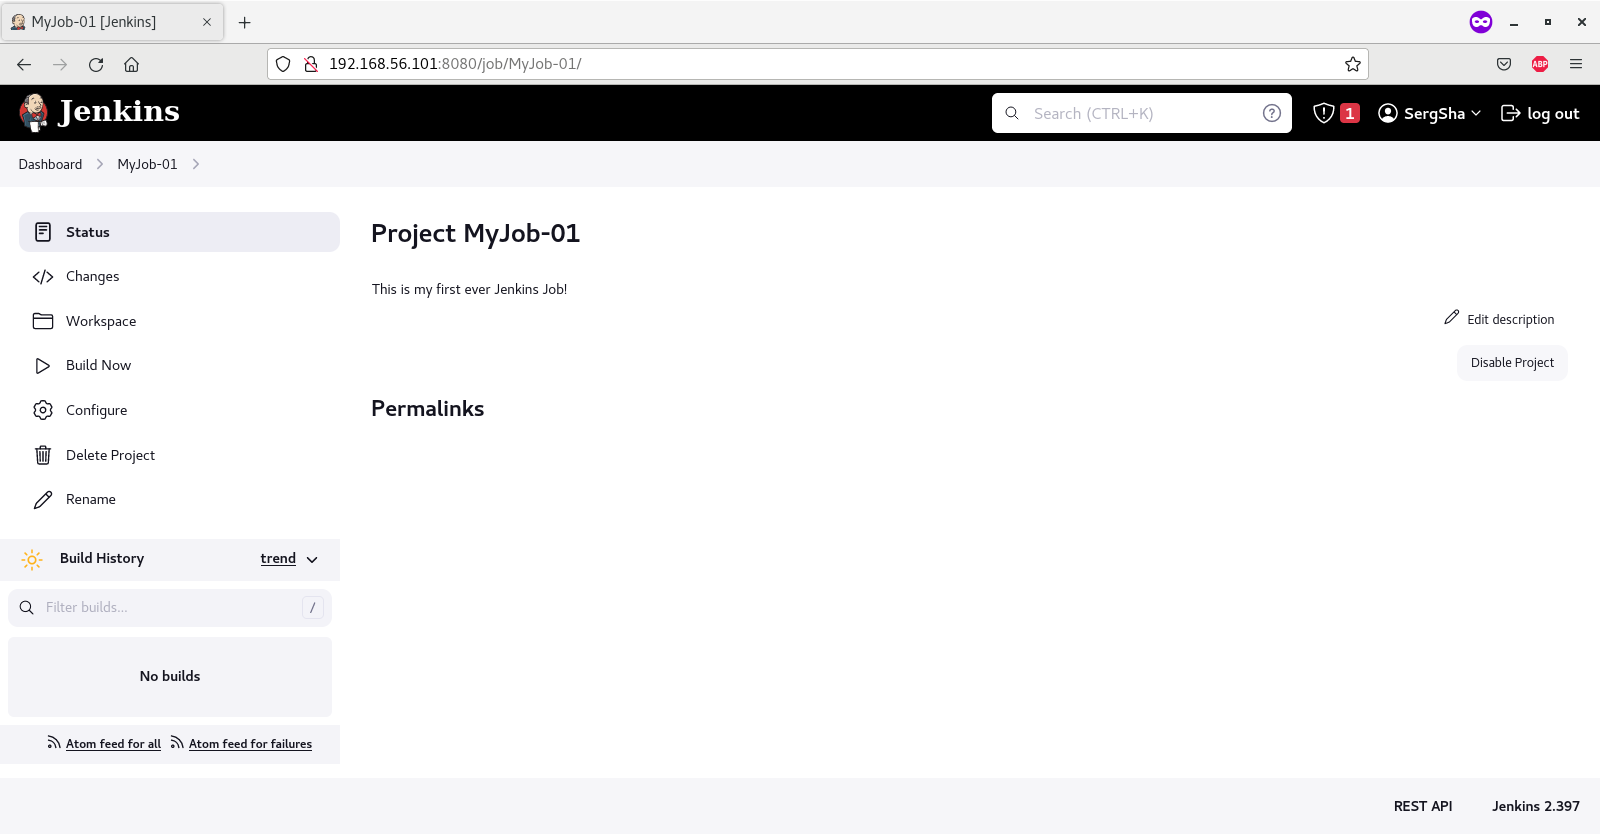 MyJob-01 [Jenkins]
192.168.56.101:8080/job/MyJob-01/
ABP
Jenkins
Search (CTRL+K)
?
1
SergSha
log out
Dashboard
MyJob-01
Status
Changes
Workspace
Build Now
Configure
Delete Project
Rename
Project MyJob-01
This is my first ever Jenkins Job!
Edit description
Disable Project
Permalinks
Build History
trend
Filter builds...
/
No builds
Atom feed for all
Atom feed for failures
REST API
Jenkins 2.397